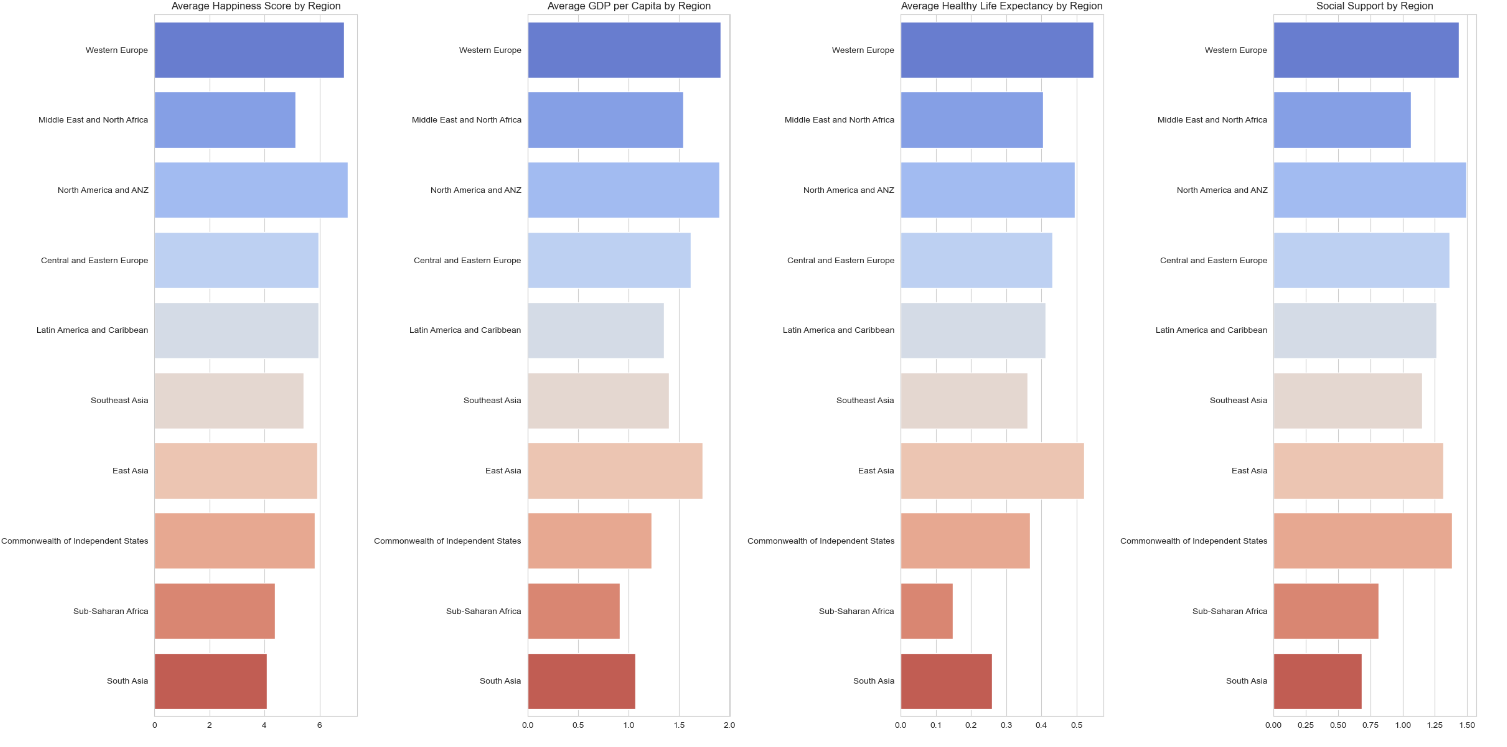 Average Happiness Score by Region
Western Europe
Middle East and North Africa
North America and ANZ
Central and Eastern Europe
Latin America and Caribbean
Southeast Asia
East Asia
Commonwealth of Independent States
Sub-Saharan Africa
South Asia
0 2 4 6
Average GDP per Capita by Region
Western Europe
Middle East and North Africa
North America and ANZ
Central and Eastern Europe
Latin America and Caribbean
Southeast Asia
East Asia
Commonwealth of Independent States
Sub-Saharan Africa
South Asia
0.0 0.5 1.0 1.5 2.0
Average Healthy Life Expectancy by Region
Western Europe
Middle East and North Africa
North America and ANZ
Central and Eastern Europe
Latin America and Caribbean
Southeast Asia
East Asia
Commonwealth of Independent States
Sub-Saharan Africa
South Asia
0.0 0.1 0.2 0.3 0.4 0.5
Social Support by Region
Western Europe
Middle East and North Africa
North America and ANZ
Central and Eastern Europe
Latin America and Caribbean
Southeast Asia
East Asia
Commonwealth of Independent States
Sub-Saharan Africa
South Asia
0.00 0.25 0.50 0.75 1.00 1.25 1.50